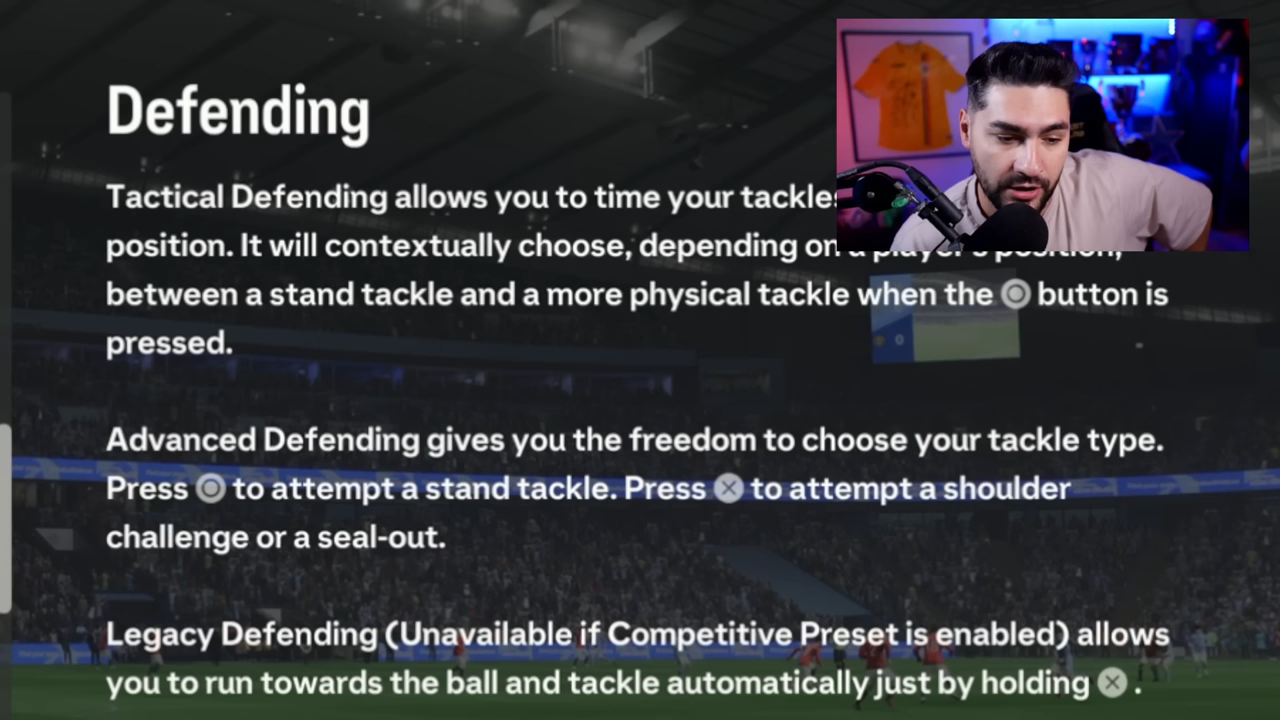 Defending
Tactical Defending allows you to time your tackles
position. It will contextually choose, depending on a player's position,
between a stand tackle and a more physical tackle when the button is
pressed.
Advanced Defending gives you the freedom to choose your tackle type.
Press to attempt a stand tackle. Press to attempt a shoulder
challenge or a seal-out.
Legacy Defending (Unavailable if Competitive Preset is enabled) allows
you to run towards the ball and tackle automatically just by holding .